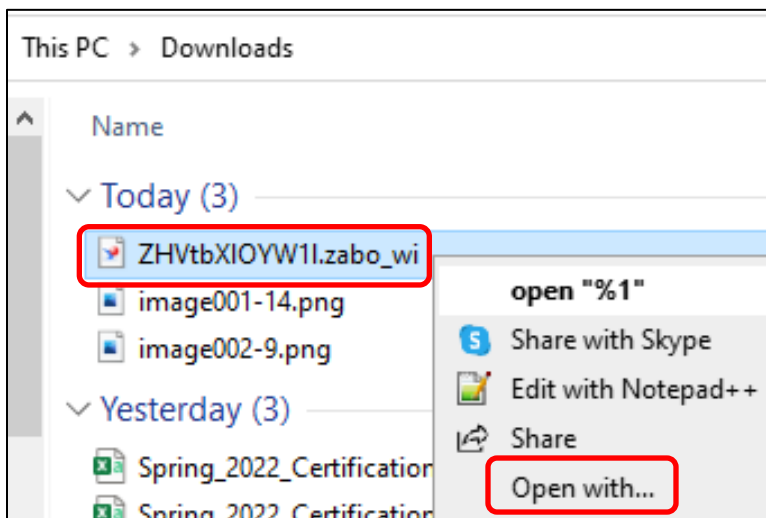 This PC > Downloads
Name
Today (3)
ZHVtbXlOYW1l.zabo_wi
open "%1"
image001-14.png
Share with Skype
image002-9.png
Edit with Notepad++
Yesterday (3)
Share
Spring_2022_Certification
Open with...
Spring_2022_Certification